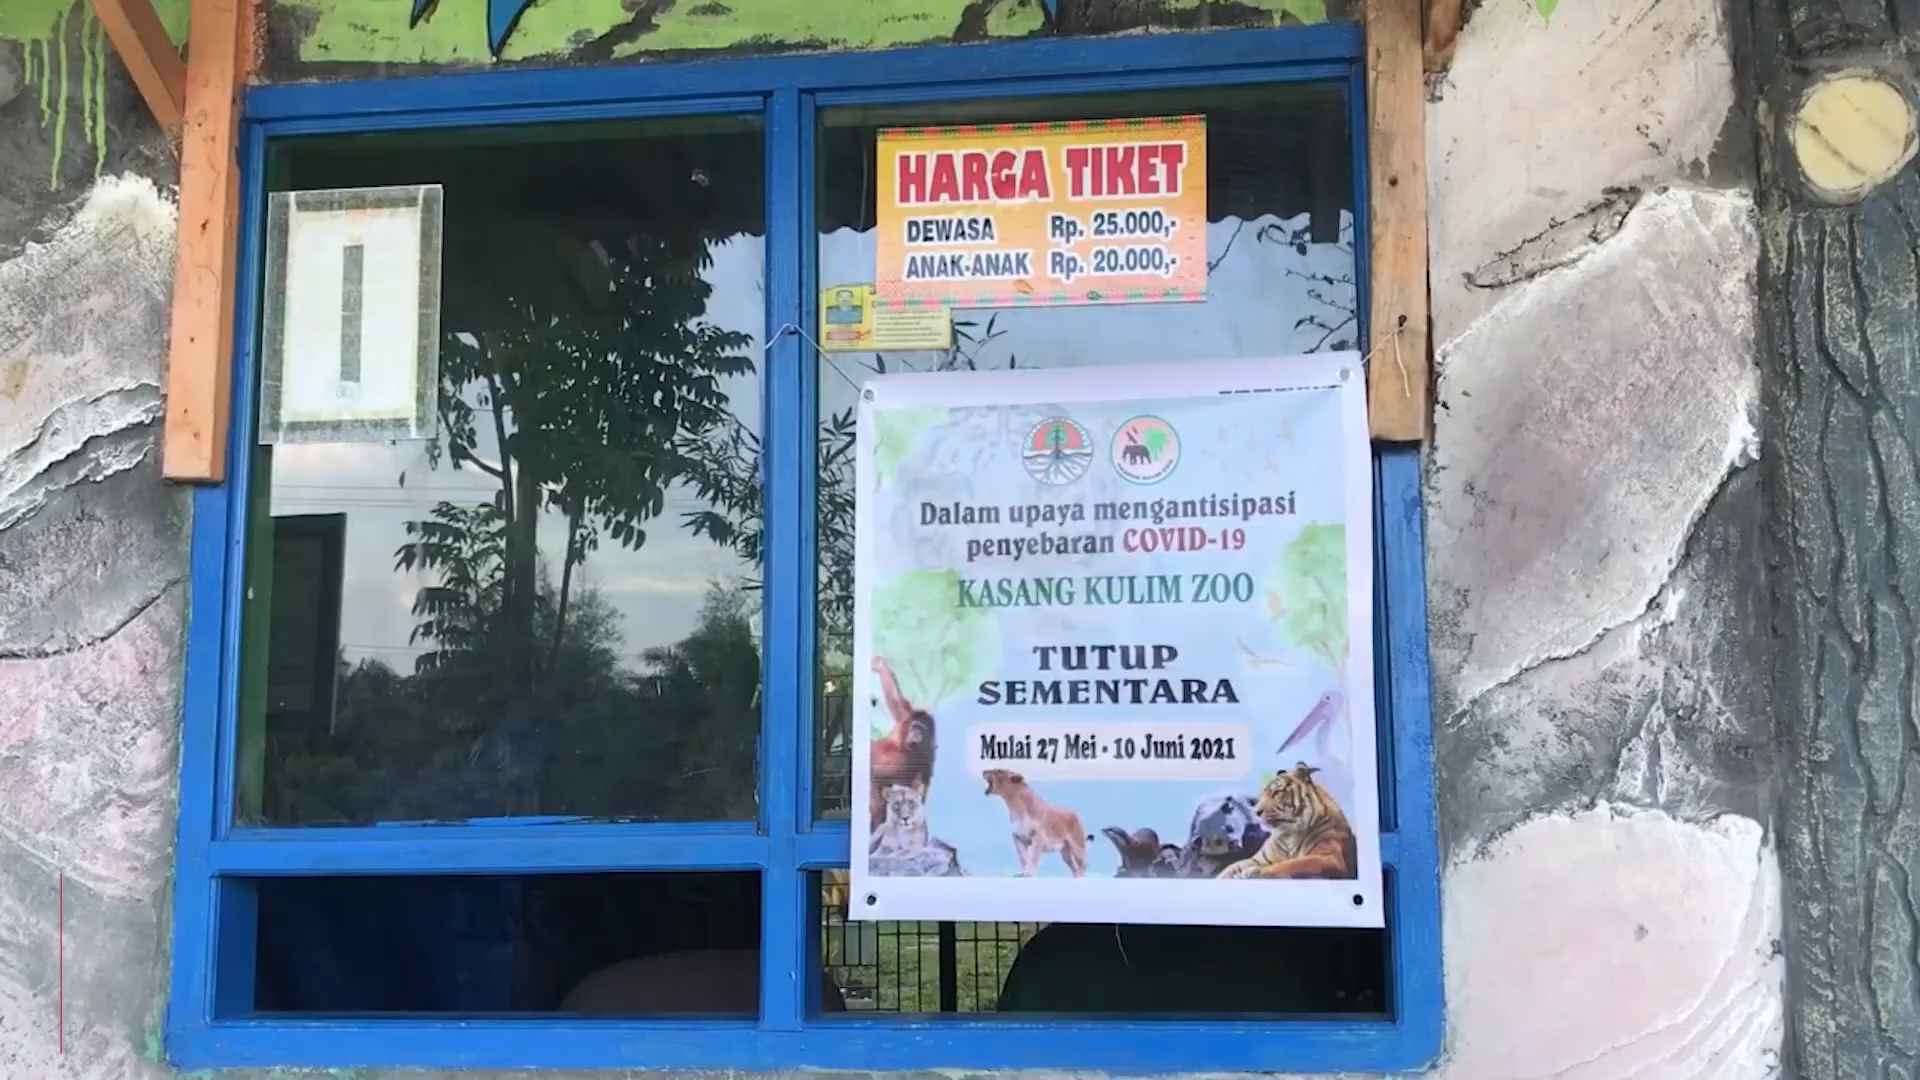 HARGA TIKET
DEWASA Rp. 25.000,-
ANAK-ANAK Rp. 20.000,-
Dalam upaya mengantisipasi
penyebaran COVID-19
KASANG KULIM ZOO
TUTUP
SEMENTARA
Mulai 27 Mei - 10 Juni 2021